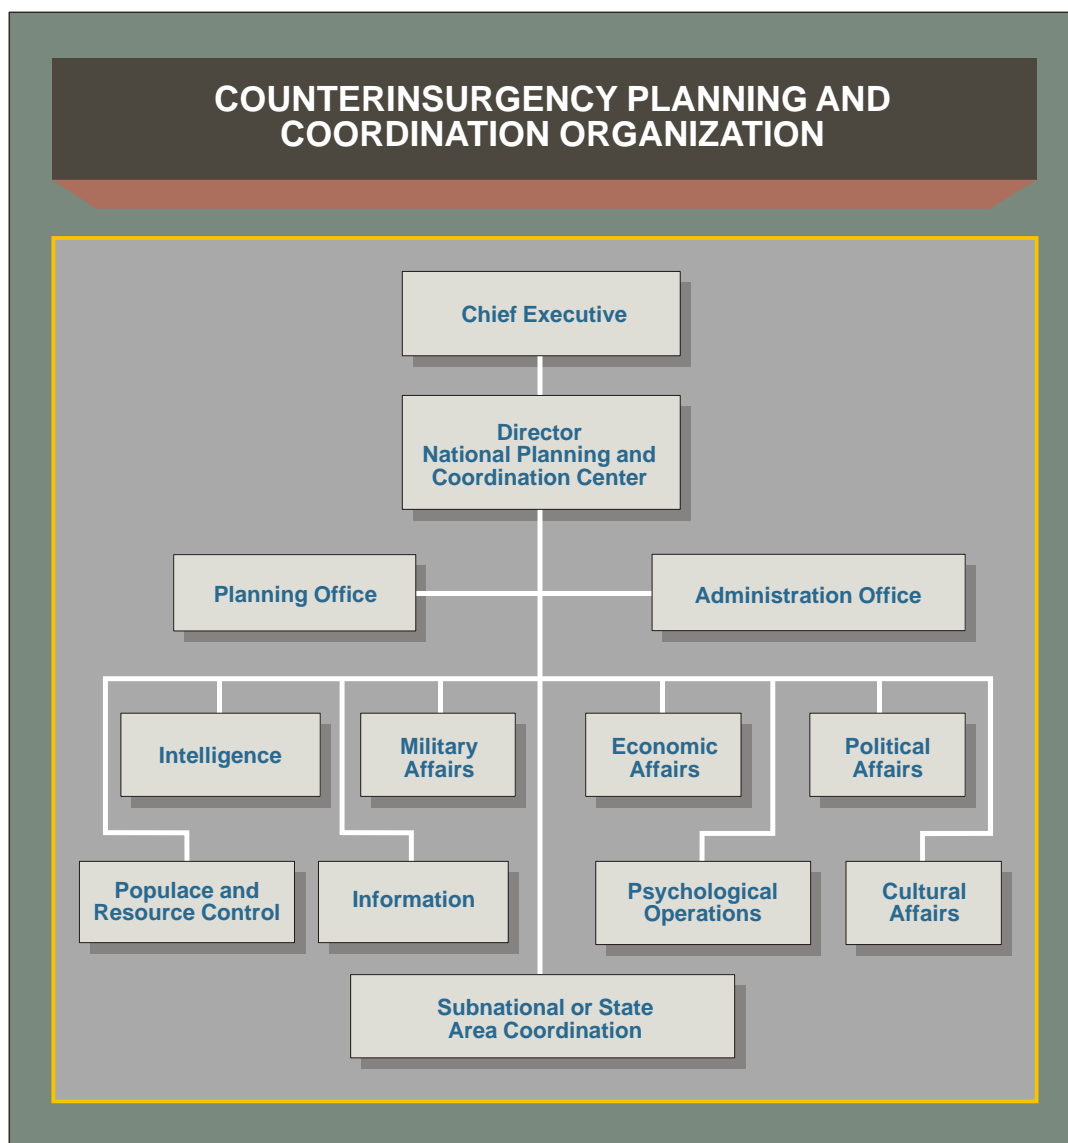 COUNTERINSURGENCY PLANNING AND
COORDINATION ORGANIZATION
Chief Executive
Director
National Planning and
Coordination Center
Planning Office
Administration Office
Intelligence
Military
Affairs
Economic
Affairs
Political
Affairs
Populace and
Resource Control
Information
Psychological
Operations
Cultural
Affairs
Subnational or State
Area Coordination